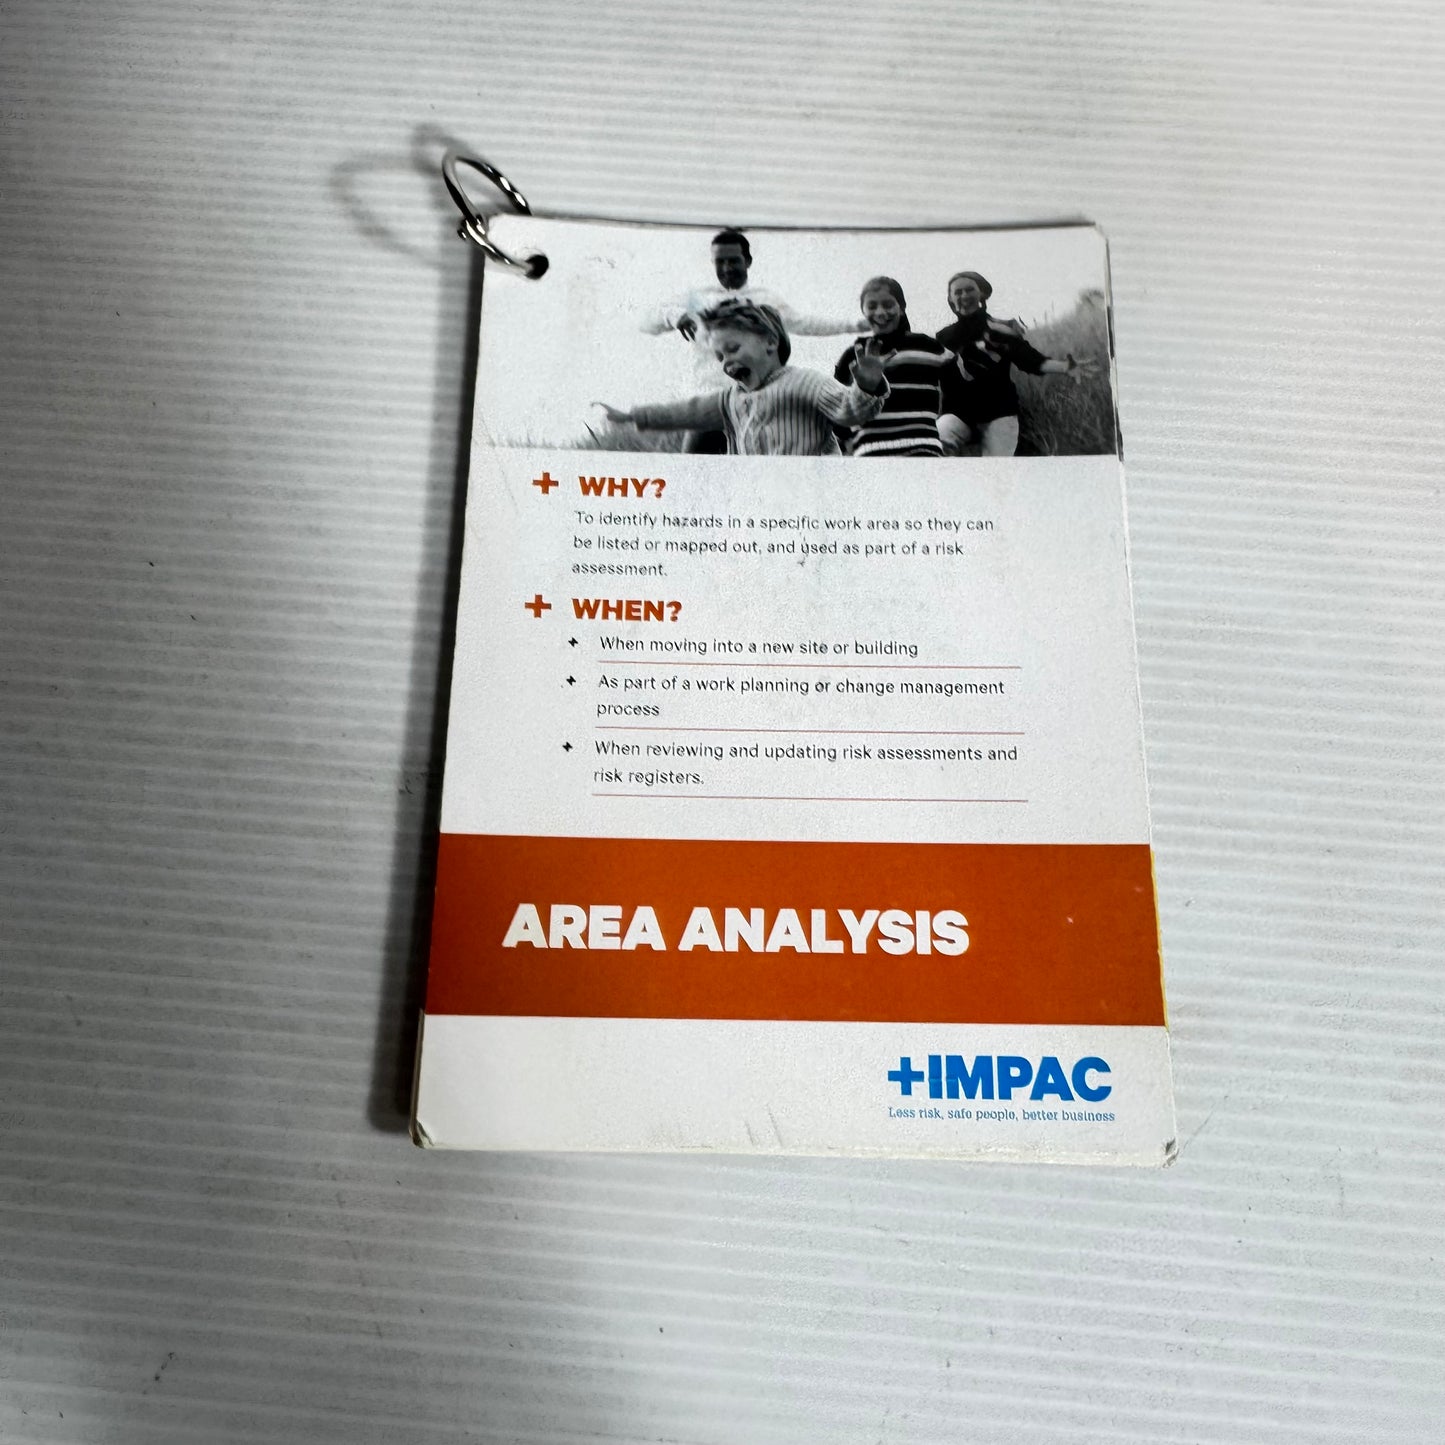 + WHY?
To identify hazards in a specific work area so they can
be listed or mapped out, and used as part of a risk
assessment.
+ WHEN?
+ When moving into a new site or building
+ As part of a work planning or change management
process
+ When reviewing and updating risk assessments and
risk registers.
AREA ANALYSIS
+IMPAC
Less risk, safe people, better business